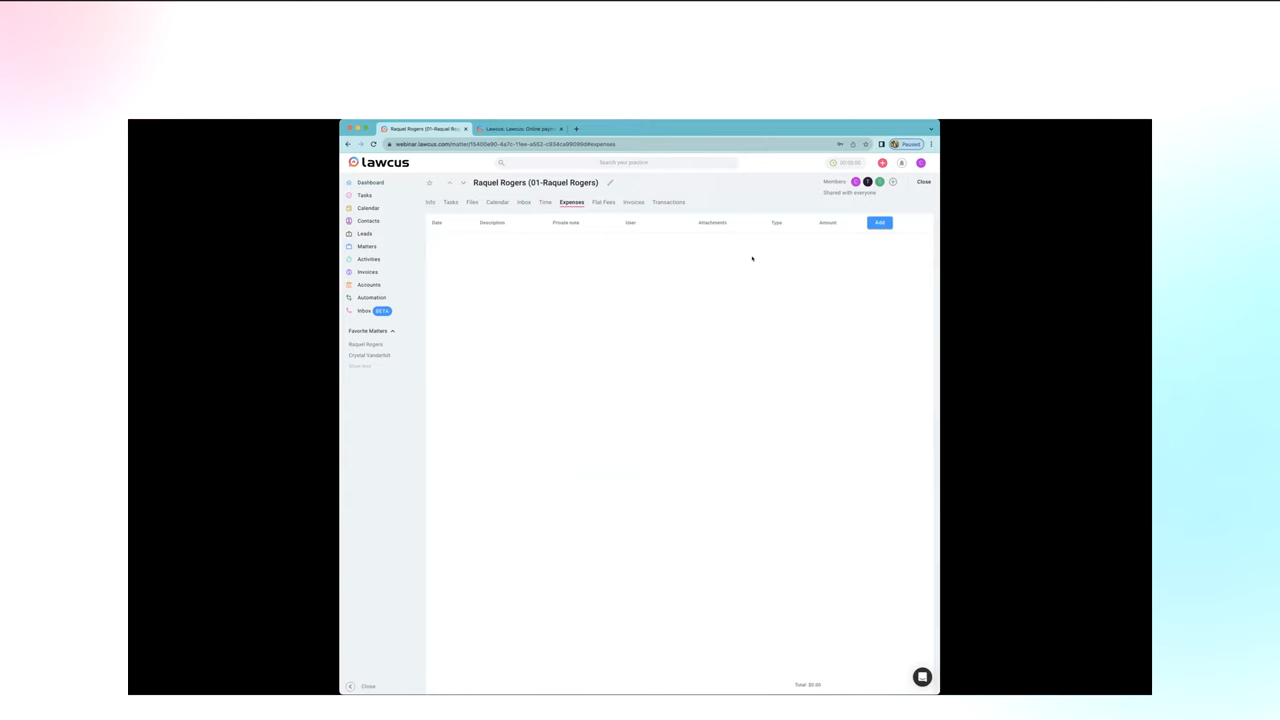 Raquel Rogers (01-Raquel Rog
Lawcus: Lawcus: Online paym
webinar.lawcus.com/matter/15400e90-4a7c-11ee-a552-c934ca99099d#expenses
Paused
lawcus
Search your practice
00:00:00
C
Dashboard
Tasks
Calendar
Contacts
Leads
Matters
Activities
Invoices
Accounts
Automation
Inbox BETA
Favorite Matters
Raquel Rogers
Crystal Vanderbilt
Show less
Close
Raquel Rogers (01-Raquel Rogers)
Members C T
Shared with everyone
Close
Info Tasks Files Calendar Inbox Time Expenses Flat Fees Invoices Transactions
Date Description Private note User Attachments Type Amount Add
Total: $0.00